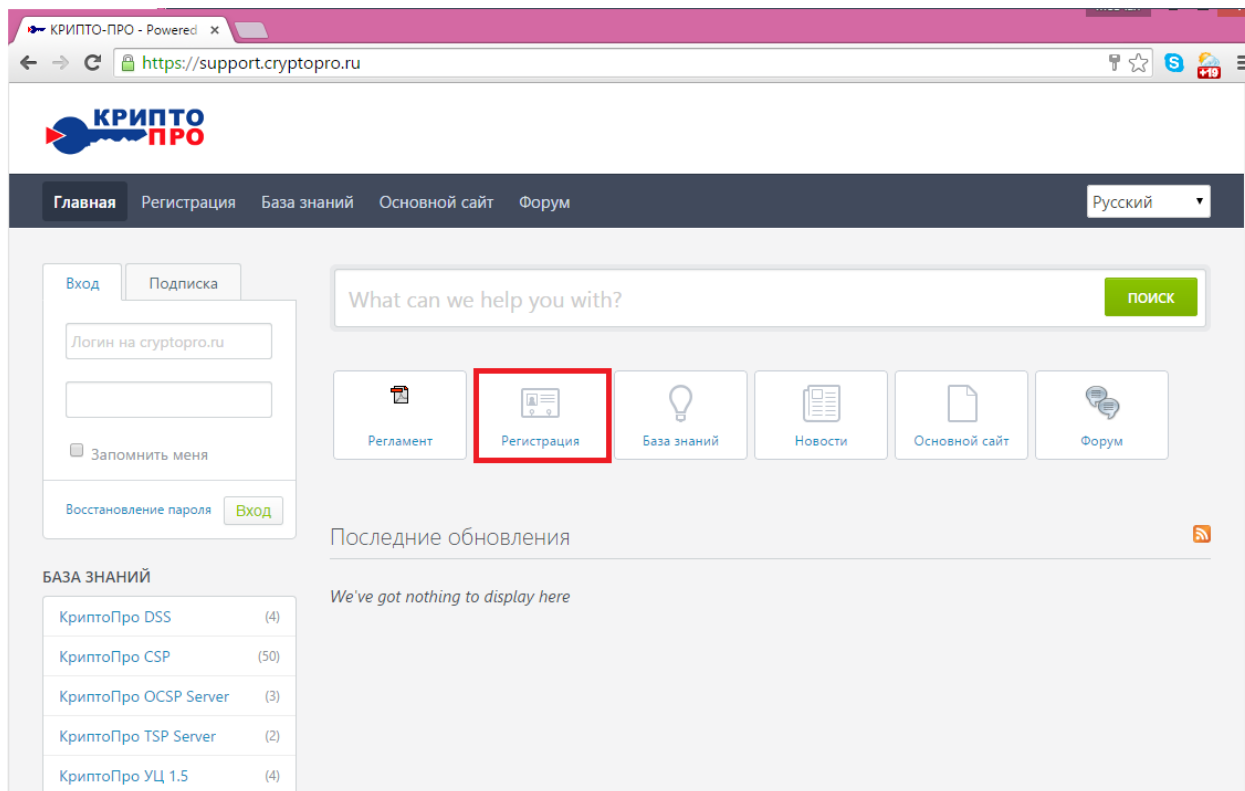 КРИПТО-ПРО - Powered
https://support.cryptopro.ru
+19
КРИПТО
ПРО
Главная Регистрация База знаний Основной сайт Форум Русский
Вход Подписка
Логин на cryptopro.ru
Запомнить меня
Восстановление пароля Вход
What can we help you with? ПОИСК
Регламент Регистрация База знаний Новости Основной сайт Форум
Последние обновления
We've got nothing to display here
БАЗА ЗНАНИЙ
КриптоПро DSS (4)
КриптоПро CSP (50)
КриптоПро OCSP Server (3)
КриптоПро TSP Server (2)
КриптоПро УЦ 1.5 (4)